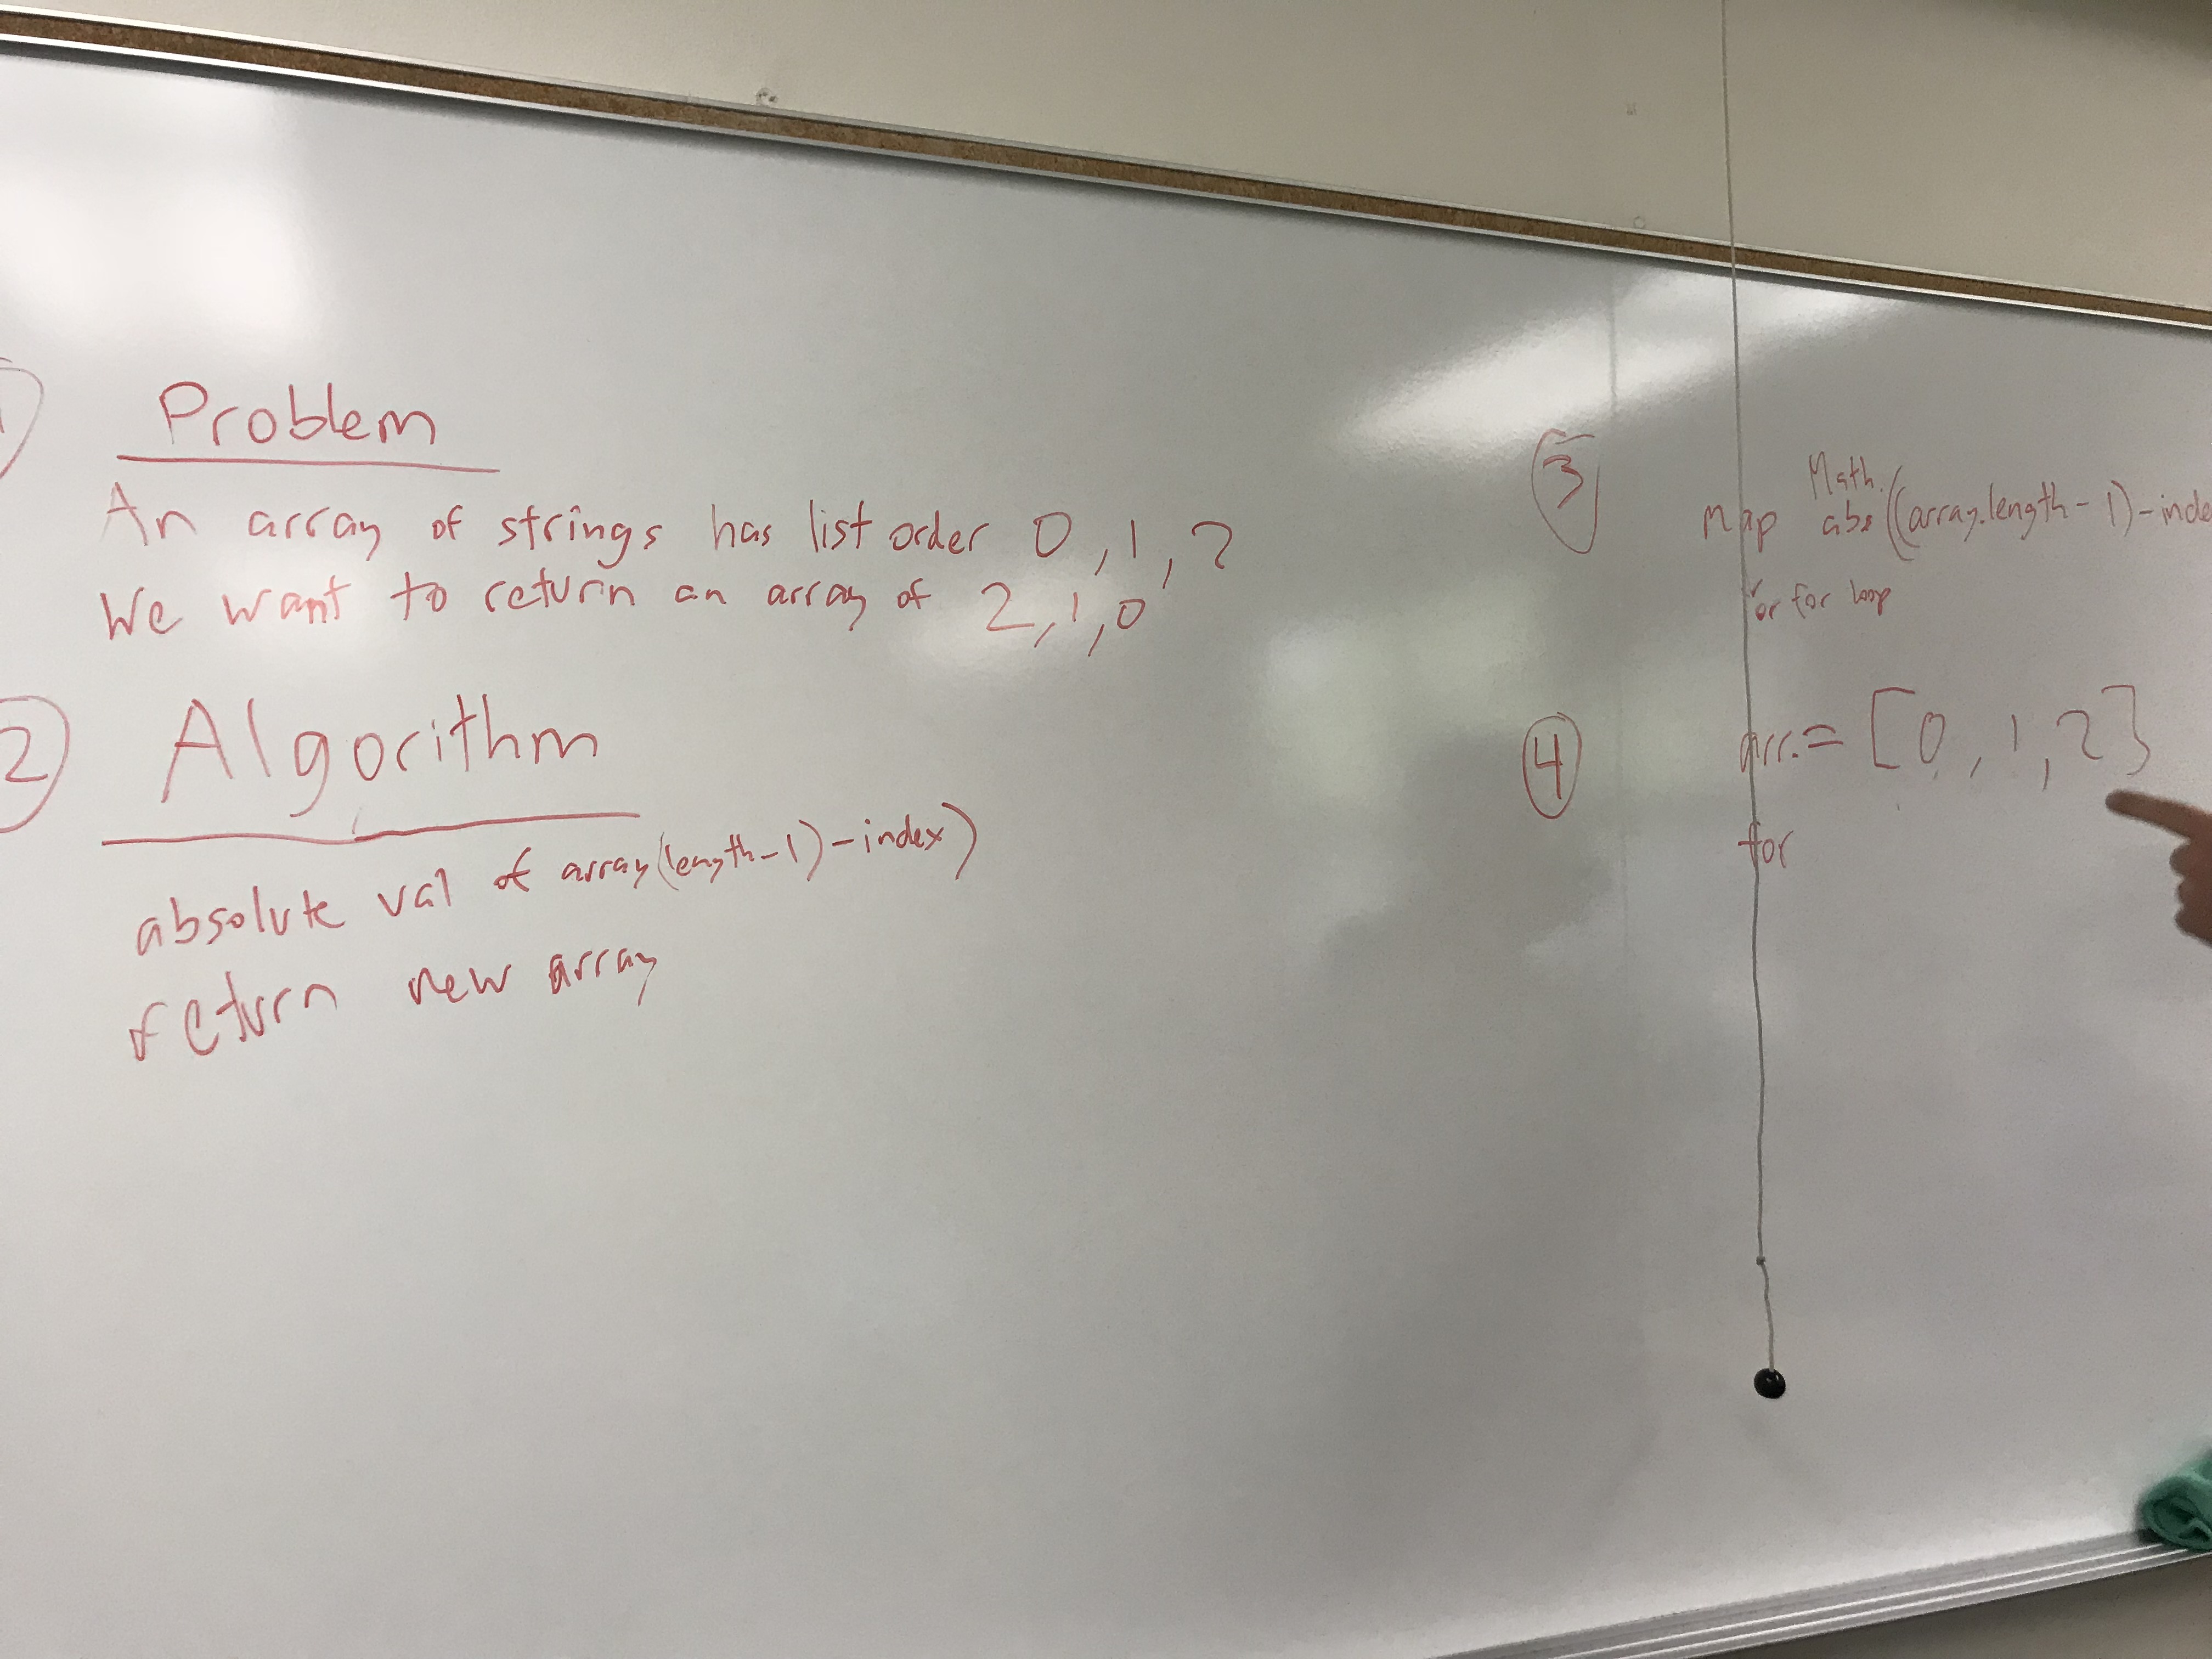 1
Problem
An array of strings has list order 0, 1, 2
We want to return an array of 2, 1, 0
2
Algorithm
absolute val of array(length-1)-index)
return new array
3
Math.
Map abs((array.length-1)-inde
or for loop
4
arr.= [0, 1, 2]
for